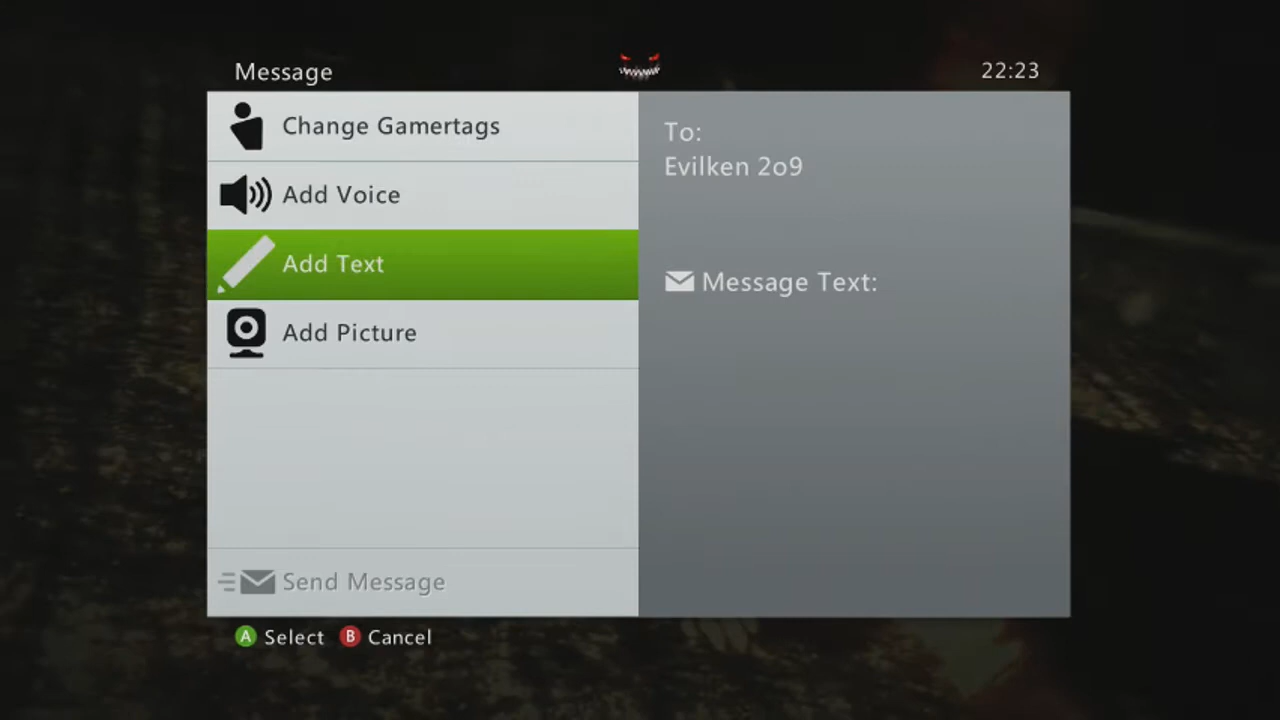 Message
22:23
Change Gamertags
Add Voice
Add Text
Add Picture
Send Message
To:
Evilken 2o9
Message Text:
A Select B Cancel